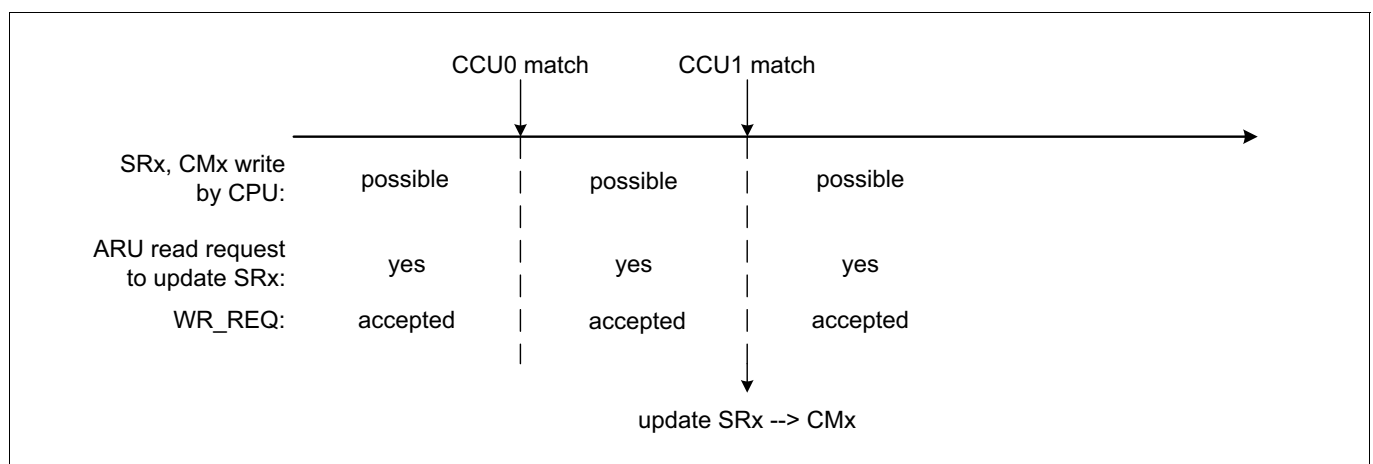 CCU0 match CCU1 match
SRx, CMx write
by CPU: possible possible possible
ARU read request
to update SRx: yes yes yes
WR_REQ: accepted accepted accepted
update SRx --> CMx